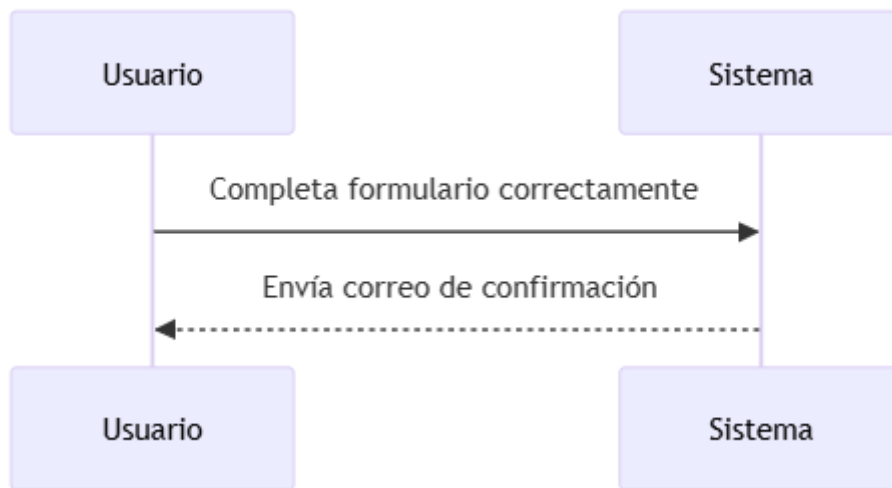 Usuario
Sistema
Completa formulario correctamente
Envía correo de confirmación
Usuario
Sistema